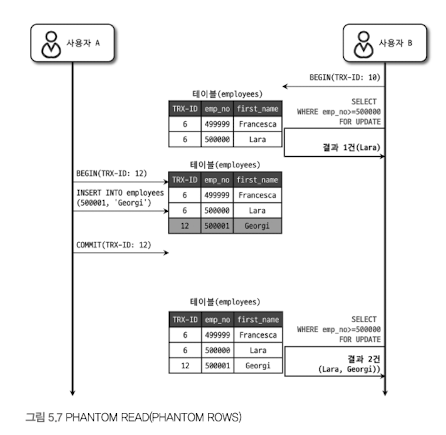 사용자 A
사용자 B
BEGIN(TRX-ID: 10)
테이블(employees)
TRX-ID emp_no first_name
6 499999 Francesca
6 500000 Lara
SELECT
WHERE emp_no>=500000
FOR UPDATE
결과 1건(Lara)
BEGIN(TRX-ID: 12)
INSERT INTO employees
(500001, 'Georgi')
테이블(employees)
TRX-ID emp_no first_name
6 499999 Francesca
6 500000 Lara
12 500001 Georgi
COMMIT(TRX-ID: 12)
테이블(employees)
TRX-ID emp_no first_name
6 499999 Francesca
6 500000 Lara
12 500001 Georgi
SELECT
WHERE emp_no>=500000
FOR UPDATE
결과 2건
(Lara, Georgi))
그림 5.7 PHANTOM READ(PHANTOM ROWS)